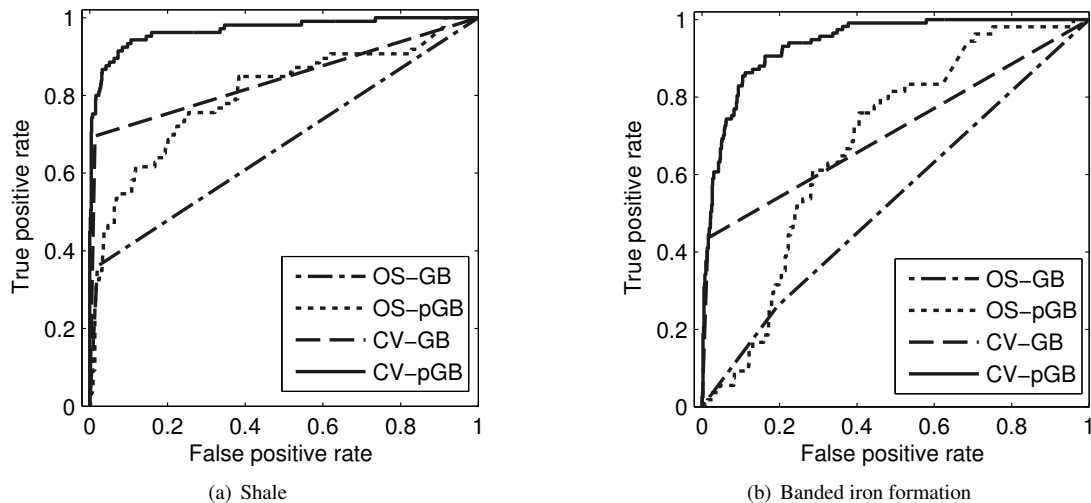 1
0.8
0.6
0.4
0.2
0
True positive rate
0 0.2 0.4 0.6 0.8 1
False positive rate
OS−GB
OS−pGB
CV−GB
CV−pGB
(a) Shale
1
0.8
0.6
0.4
0.2
0
True positive rate
0 0.2 0.4 0.6 0.8 1
False positive rate
OS−GB
OS−pGB
CV−GB
CV−pGB
(b) Banded iron formation